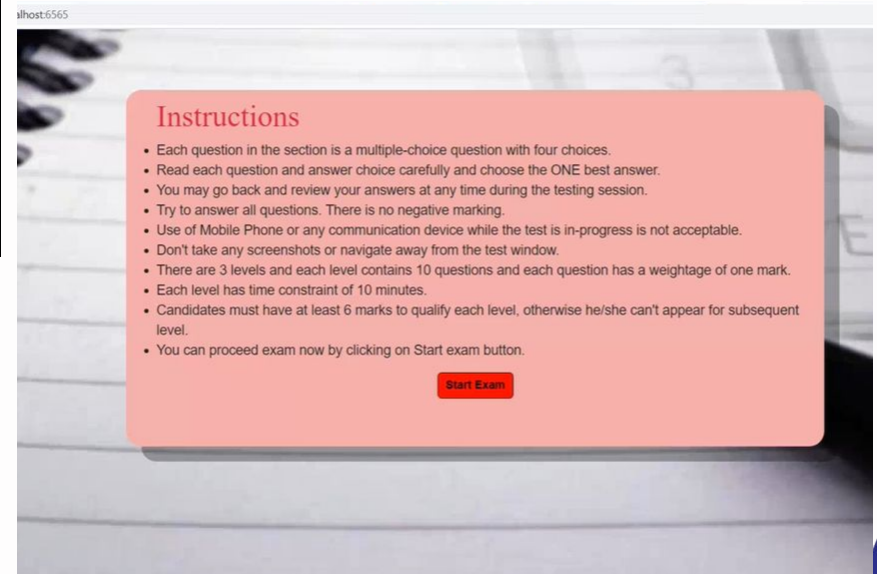 alhost:6565
Instructions
• Each question in the section is a multiple-choice question with four choices.
• Read each question and answer choice carefully and choose the ONE best answer.
• You may go back and review your answers at any time during the testing session.
• Try to answer all questions. There is no negative marking.
• Use of Mobile Phone or any communication device while the test is in-progress is not acceptable.
• Don't take any screenshots or navigate away from the test window.
• There are 3 levels and each level contains 10 questions and each question has a weightage of one mark.
• Each level has time constraint of 10 minutes.
• Candidates must have at least 6 marks to qualify each level, otherwise he/she can't appear for subsequent
level.
• You can proceed exam now by clicking on Start exam button.
Start Exam
3
E